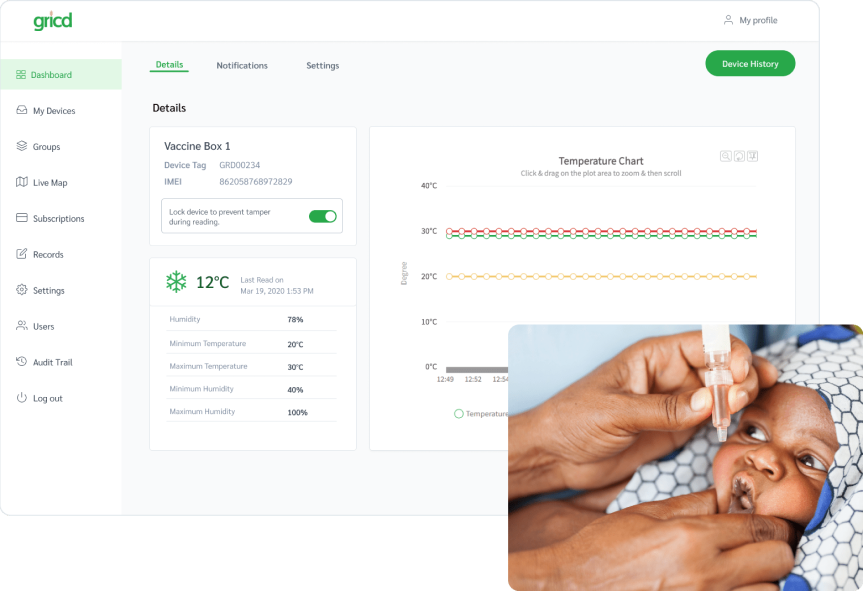 gricd
My profile
Dashboard
My Devices
Groups
Live Map
Subscriptions
Records
Settings
Users
Audit Trail
Log out
Details
Notifications
Settings
Device History
Details
Vaccine Box 1
Device Tag GRD00234
IMEI 862058768972829
Lock device to prevent tamper
during reading.
12°C
Last Read on
Mar 19, 2020 1:53 PM
Humidity 78%
Minimum Temperature 20°C
Maximum Temperature 30°C
Minimum Humidity 40%
Maximum Humidity 100%
Temperature Chart
Click & drag on the plot area to zoom & then scroll
Degree
40°C
30°C
20°C
10°C
0°C
12:49 12:52 12:54
Temperature